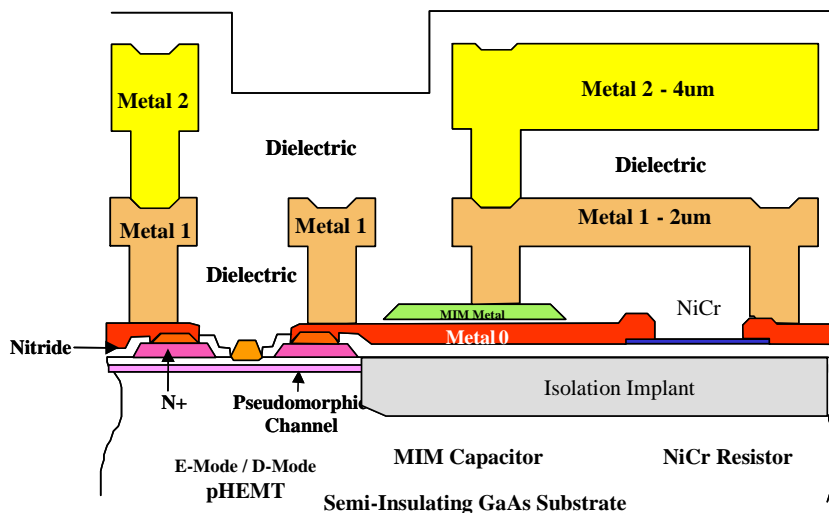 Metal 2
Metal 2 - 4um
Dielectric
Dielectric
Metal 1
Metal 1
Metal 1 - 2um
Dielectric
MIM Metal
NiCr
Metal 0
Nitride
N+
Pseudomorphic
Channel
Isolation Implant
E-Mode / D-Mode
pHEMT
MIM Capacitor
NiCr Resistor
Semi-Insulating GaAs Substrate